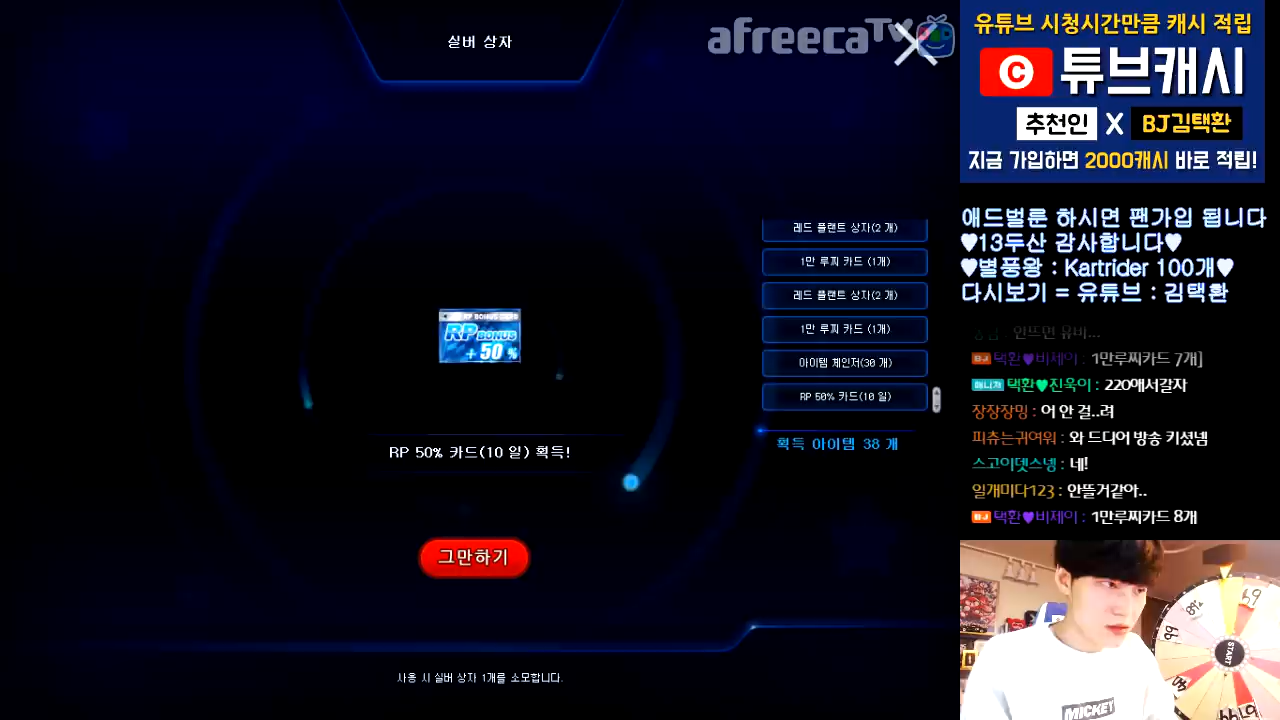 실버 상자
afreecaTV
레드 플랜트 상자(2 개)
1만 루찌 카드 (1개)
레드 플랜트 상자(2 개)
1만 루찌 카드 (1개)
아이템 체인저(30 개)
RP 50% 카드(10 일)
획득 아이템 38 개
RP BONUS
+50 %
RP 50% 카드(10 일) 획득!
그만하기
사용 시 실버 상자 1개를 소모합니다.
유튜브 시청시간만큼 캐시 적립
C 튜브캐시
추천인 X BJ김택환
지금 가입하면 2000캐시 바로 적립!
애드벌룬 하시면 팬가입 됩니다
♥13두산 감사합니다♥
♥별풍왕 : Kartrider 100개♥
다시보기 = 유튜브 : 김택환
: 안뜨면 유비...
BJ 택환♥비제이 : 1만루찌카드 7개]
매니저 택환♥진욱이 : 220애서갈자
장장장밍 : 어 안 걸..려
피츄는귀여워 : 와 드디어 방송 키셨넴
스고이뎃스넹 : 네!
일개미다123 : 안뜰거같아..
BJ 택환♥비제이 : 1만루찌카드 8개
START
MICKEY